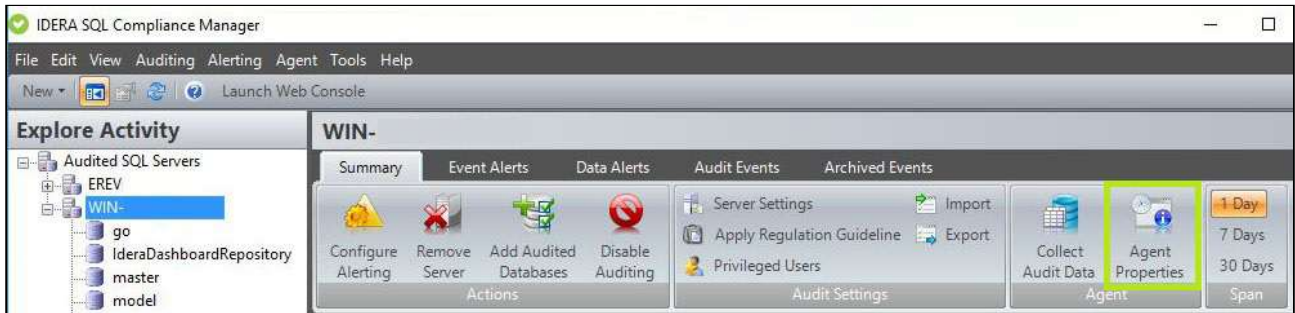 IDERA SQL Compliance Manager
File Edit View Auditing Alerting Agent Tools Help
New Launch Web Console
Explore Activity
Audited SQL Servers
EREV
WIN-
go
IderaDashboardRepository
master
model
WIN-
Summary Event Alerts Data Alerts Audit Events Archived Events
Configure Alerting
Remove Server
Add Audited Databases
Disable Auditing
Actions
Server Settings
Apply Regulation Guideline
Privileged Users
Import
Export
Audit Settings
Collect Audit Data
Agent Properties
Agent
1 Day
7 Days
30 Days
Span